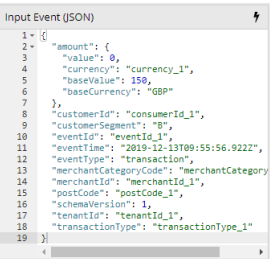 Input Event (JSON)
1 {
2 "amount": {
3 "value": 0,
4 "currency": "currency_1",
5 "baseValue": 150,
6 "baseCurrency": "GBP"
7 },
8 "customerId": "consumerId_1",
9 "customerSegment": "B",
10 "eventId": "eventId_1",
11 "eventTime": "2019-12-13T09:55:56.922Z",
12 "eventType": "transaction",
13 "merchantCategoryCode": "merchantCategory
14 "merchantId": "merchantId_1",
15 "postCode": "postCode_1",
16 "schemaVersion": 1,
17 "tenantId": "tenantId_1",
18 "transactionType": "transactionType_1"
19 }